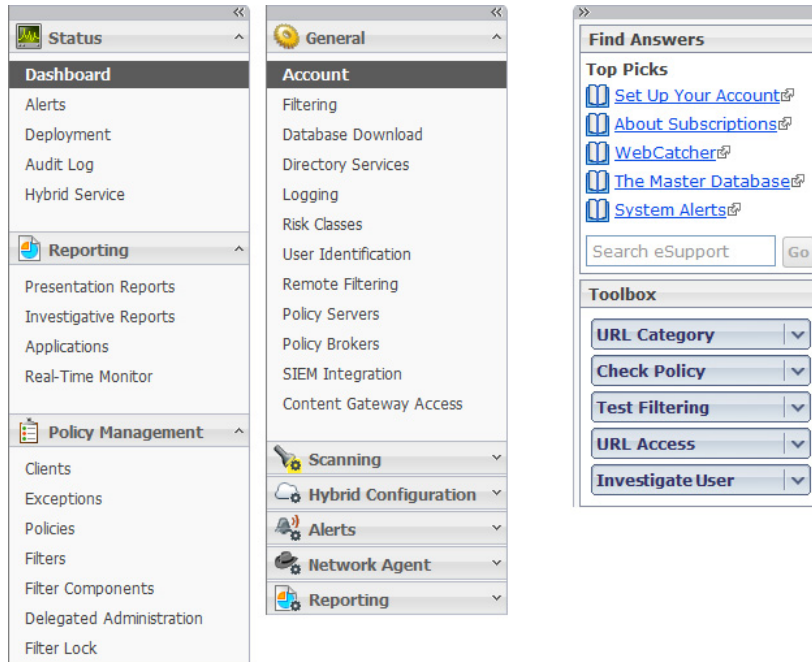 Status
Dashboard
Alerts
Deployment
Audit Log
Hybrid Service
Reporting
Presentation Reports
Investigative Reports
Applications
Real-Time Monitor
Policy Management
Clients
Exceptions
Policies
Filters
Filter Components
Delegated Administration
Filter Lock
General
Account
Filtering
Database Download
Directory Services
Logging
Risk Classes
User Identification
Remote Filtering
Policy Servers
Policy Brokers
SIEM Integration
Content Gateway Access
Scanning
Hybrid Configuration
Alerts
Network Agent
Reporting
Find Answers
Top Picks
Set Up Your Account
About Subscriptions
WebCatcher
The Master Database
System Alerts
Search eSupport Go
Toolbox
URL Category
Check Policy
Test Filtering
URL Access
Investigate User